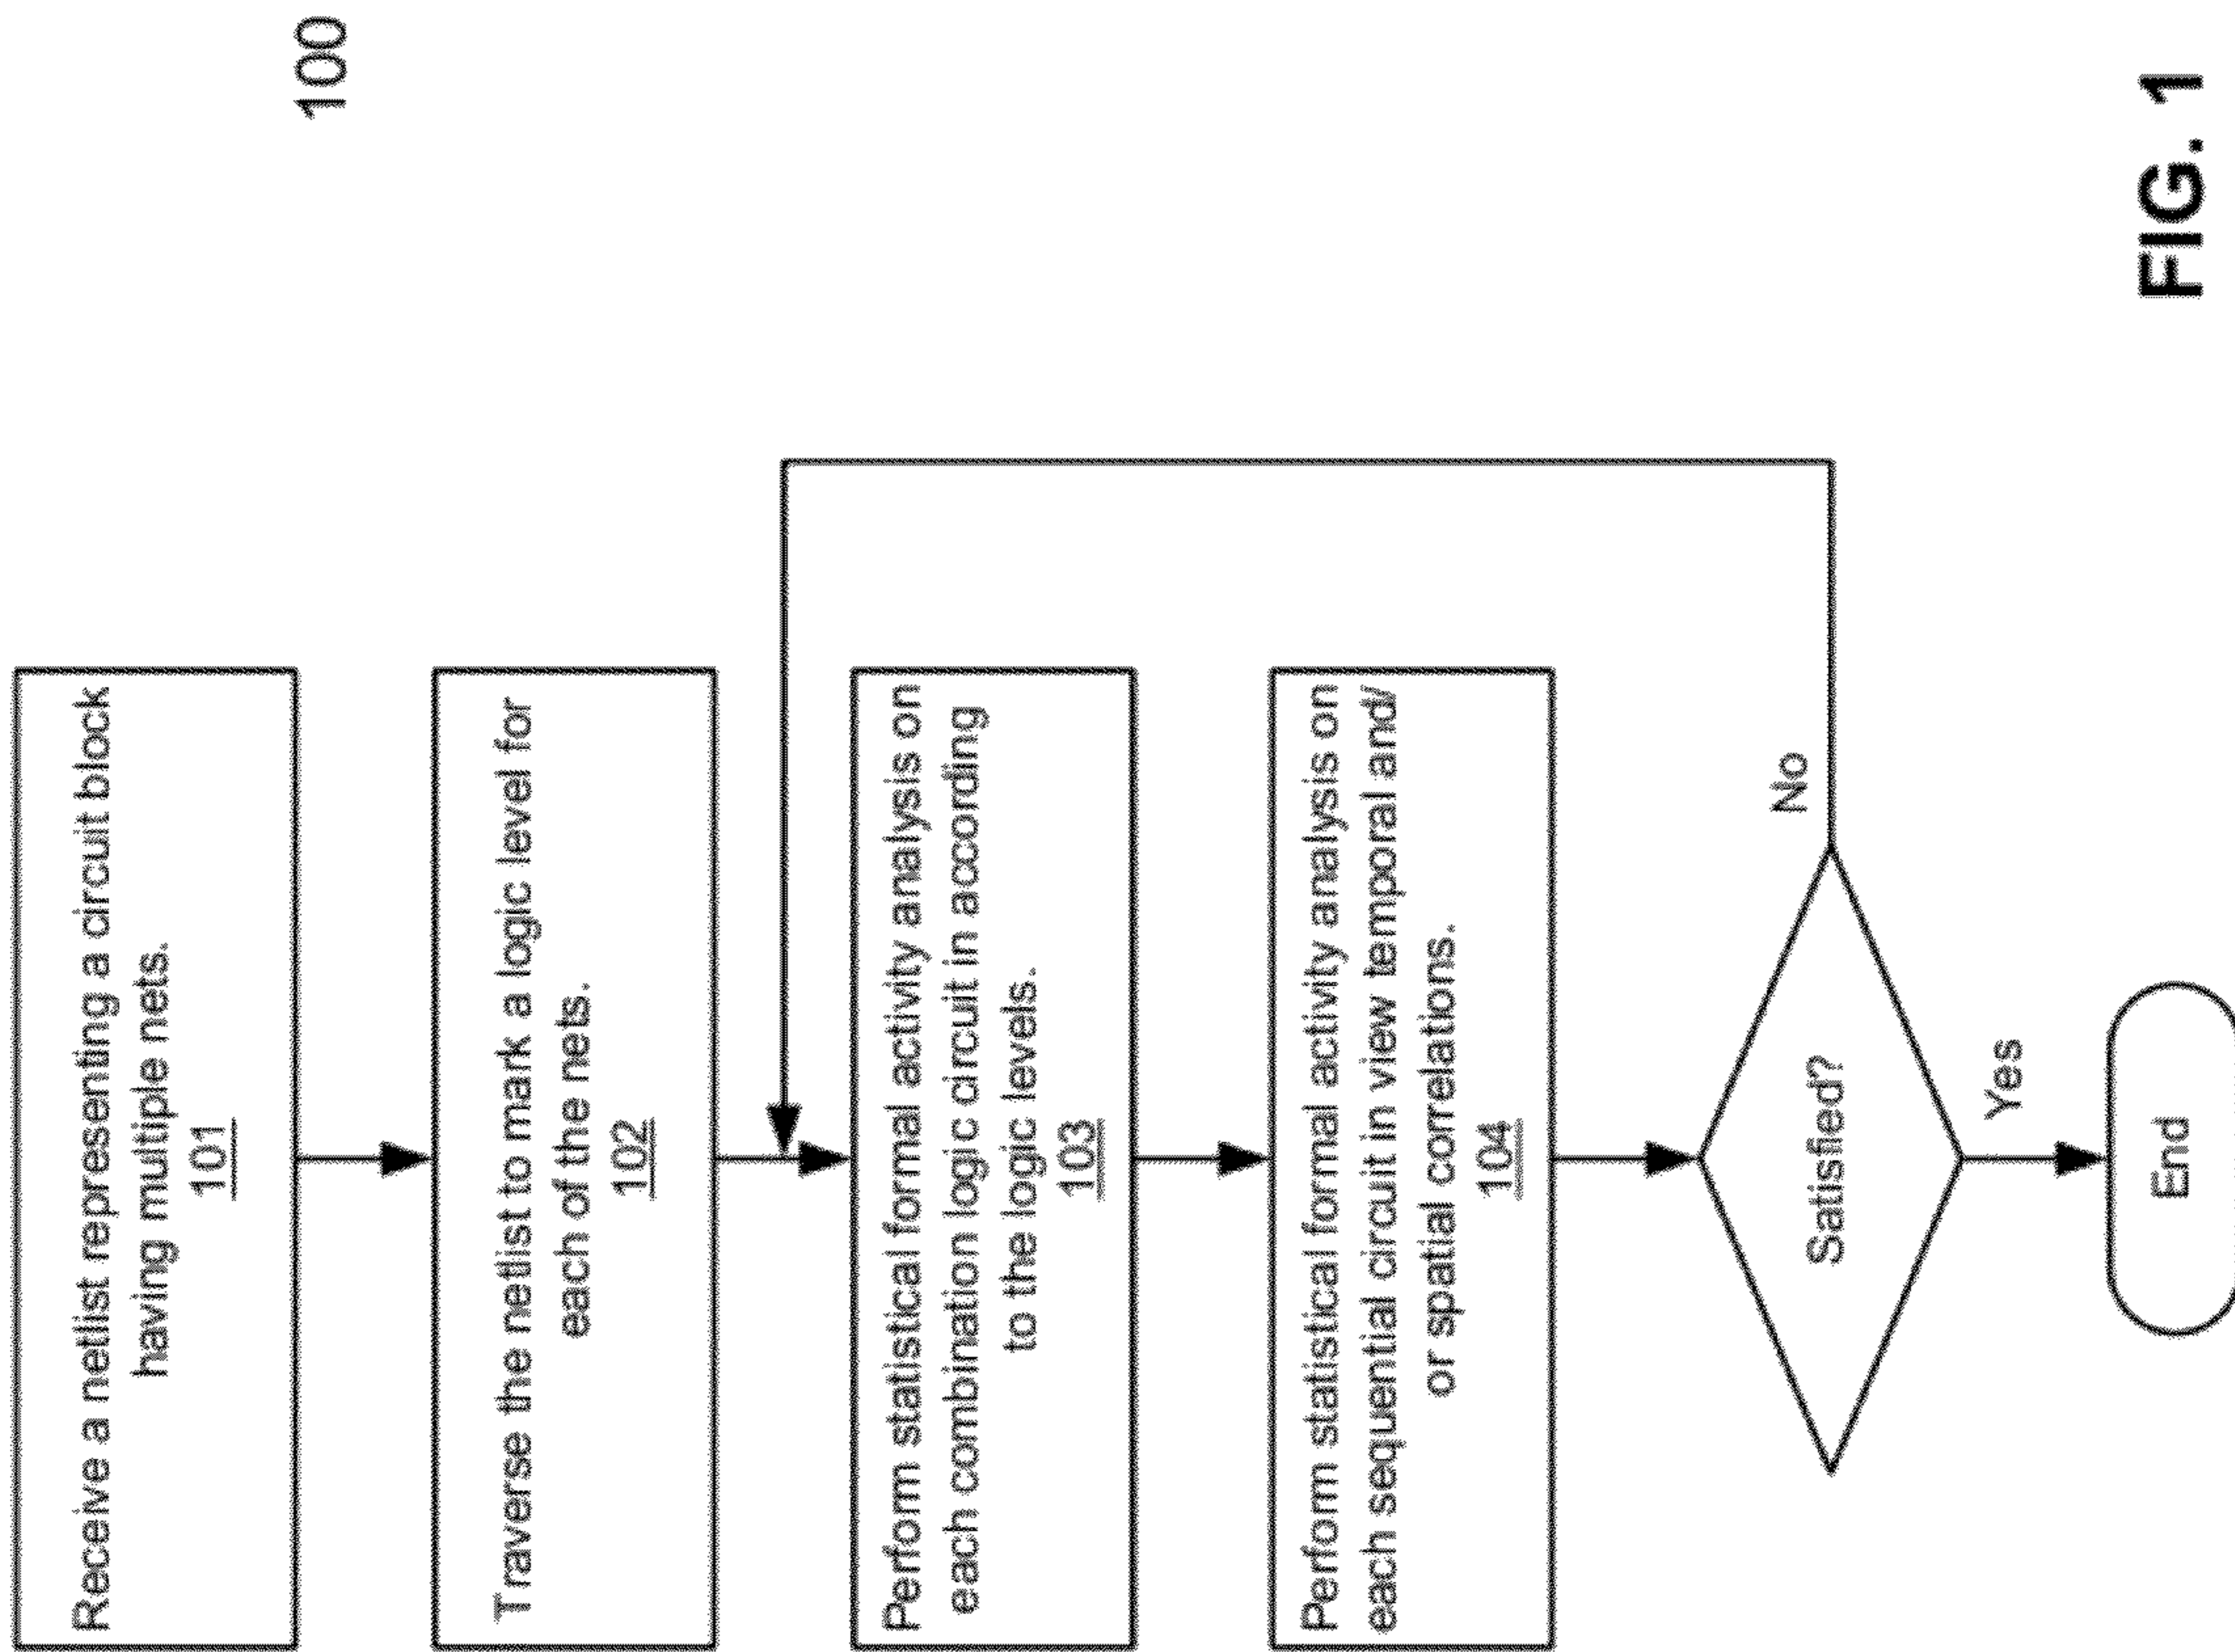 100
Receive a netlist representing a circuit block
having multiple nets.
101
Traverse the netlist to mark a logic level for
each of the nets.
102
Perform statistical formal activity analysis on
each combination logic circuit in according
to the logic levels.
103
Perfom statistical formal activity analysis on
each sequential circuit in view temporal and/
or spatial correlations.
104
Satisfied?
No
Yes
End
FIG. 1